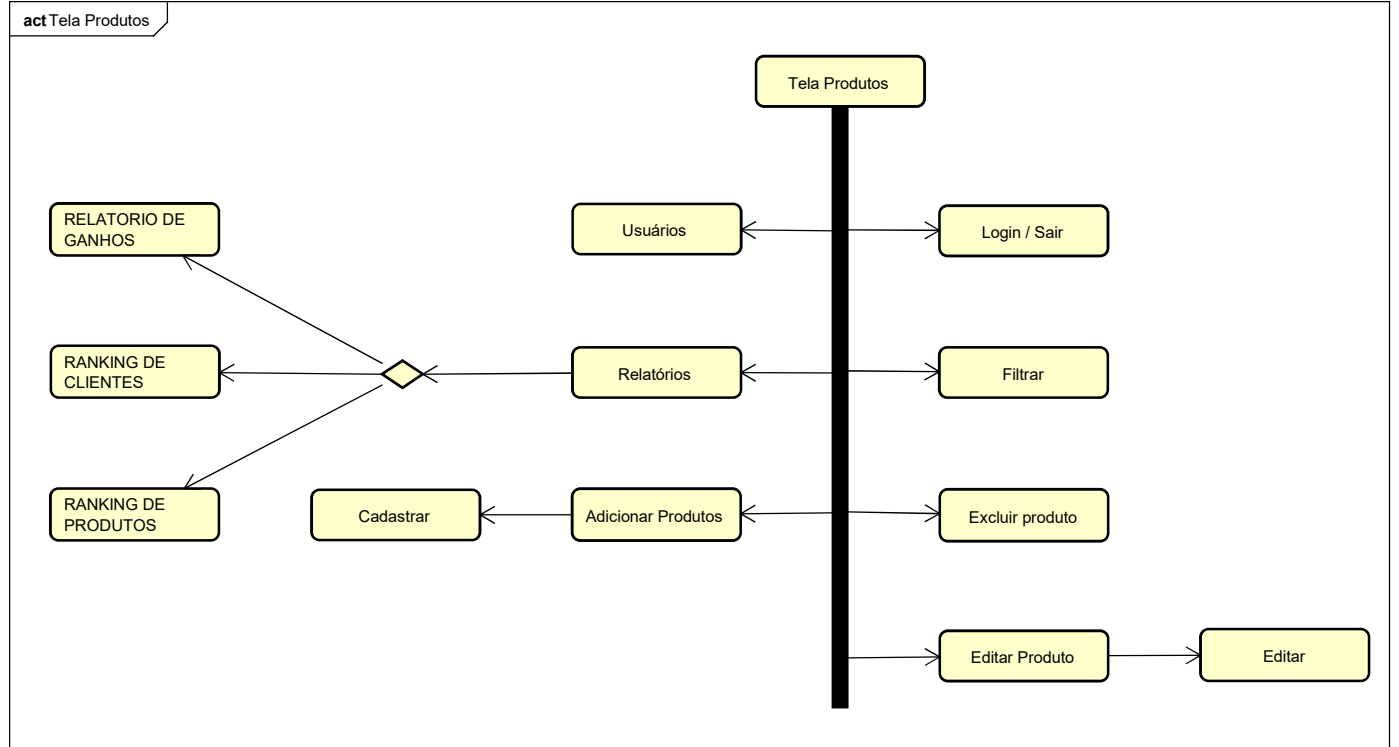 act Tela Produtos
Tela Produtos
RELATORIO DE
GANHOS
Usuários
Login / Sair
RANKING DE
CLIENTES
Relatórios
Filtrar
RANKING DE
PRODUTOS
Cadastrar
Adicionar Produtos
Excluir produto
Editar Produto
Editar